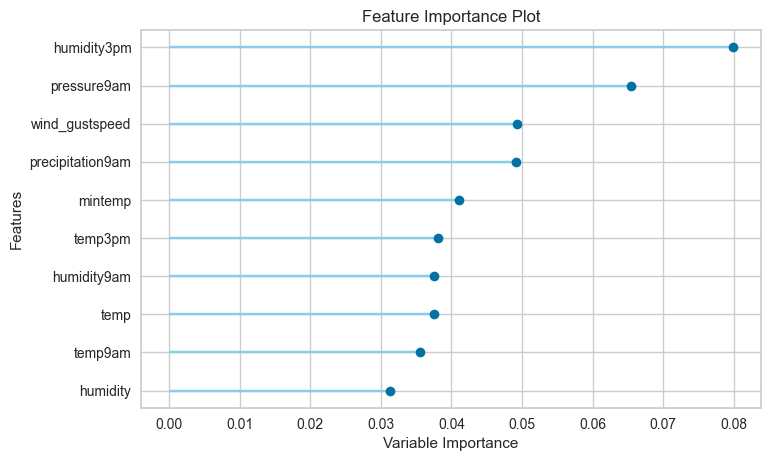 Feature Importance Plot
humidity3pm
pressure9am
wind_gustspeed
precipitation9am
mintemp
temp3pm
humidity9am
temp
temp9am
humidity
Features
0.00 0.01 0.02 0.03 0.04 0.05 0.06 0.07 0.08
Variable Importance